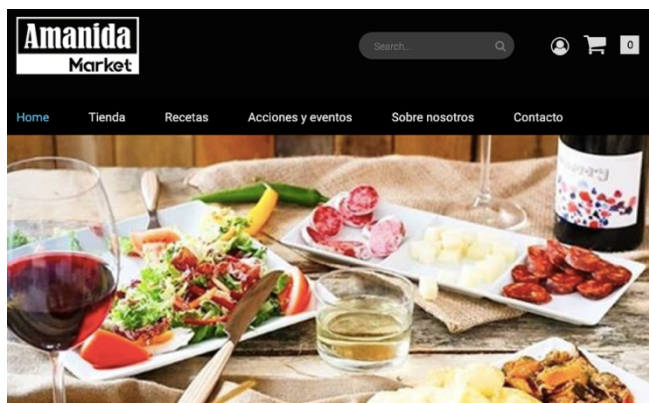 Amanida
Market
Search...
0
Home Tienda Recetas Acciones y eventos Sobre nosotros Contacto